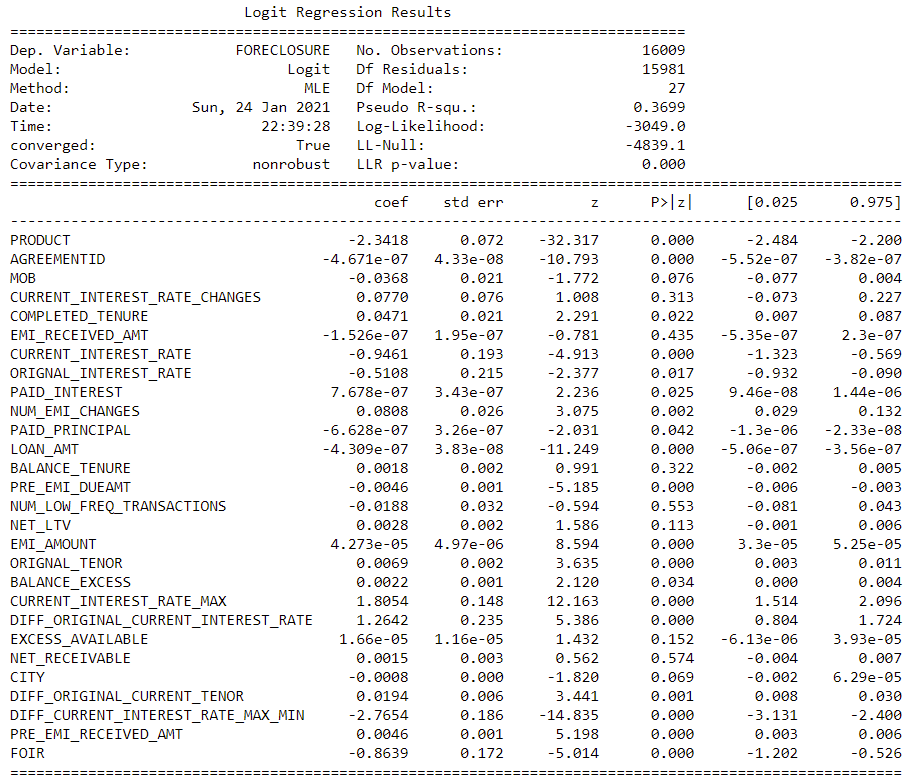 Logit Regression Results
==============================================================================
Dep. Variable: FORECLOSURE No. Observations: 16009
Model: Logit Df Residuals: 15981
Method: MLE Df Model: 27
Date: Sun, 24 Jan 2021 Pseudo R-squ.: 0.3699
Time: 22:39:28 Log-Likelihood: -3049.0
converged: True LL-Null: -4839.1
Covariance Type: nonrobust LLR p-value: 0.000
=======================================================================================================
coef std err z P>|z| [0.025 0.975]
-------------------------------------------------------------------------------------------------------
PRODUCT -2.3418 0.072 -32.317 0.000 -2.484 -2.200
AGREEMENTID -4.671e-07 4.33e-08 -10.793 0.000 -5.52e-07 -3.82e-07
MOB -0.0368 0.021 -1.772 0.076 -0.077 0.004
CURRENT_INTEREST_RATE_CHANGES 0.0770 0.076 1.008 0.313 -0.073 0.227
COMPLETED_TENURE 0.0471 0.021 2.291 0.022 0.007 0.087
EMI_RECEIVED_AMT -1.526e-07 1.95e-07 -0.781 0.435 -5.35e-07 2.3e-07
CURRENT_INTEREST_RATE -0.9461 0.193 -4.913 0.000 -1.323 -0.569
ORIGNAL_INTEREST_RATE -0.5108 0.215 -2.377 0.017 -0.932 -0.090
PAID_INTEREST 7.678e-07 3.43e-07 2.236 0.025 9.46e-08 1.44e-06
NUM_EMI_CHANGES 0.0808 0.026 3.075 0.002 0.029 0.132
PAID_PRINCIPAL -6.628e-07 3.26e-07 -2.031 0.042 -1.3e-06 -2.33e-08
LOAN_AMT -4.309e-07 3.83e-08 -11.249 0.000 -5.06e-07 -3.56e-07
BALANCE_TENURE 0.0018 0.002 0.991 0.322 -0.002 0.005
PRE_EMI_DUEAMT -0.0046 0.001 -5.185 0.000 -0.006 -0.003
NUM_LOW_FREQ_TRANSACTIONS -0.0188 0.032 -0.594 0.553 -0.081 0.043
NET_LTV 0.0028 0.002 1.586 0.113 -0.001 0.006
EMI_AMOUNT 4.273e-05 4.97e-06 8.594 0.000 3.3e-05 5.25e-05
ORIGNAL_TENOR 0.0069 0.002 3.635 0.000 0.003 0.011
BALANCE_EXCESS 0.0022 0.001 2.120 0.034 0.000 0.004
CURRENT_INTEREST_RATE_MAX 1.8054 0.148 12.163 0.000 1.514 2.096
DIFF_ORIGINAL_CURRENT_INTEREST_RATE 1.2642 0.235 5.386 0.000 0.804 1.724
EXCESS_AVAILABLE 1.66e-05 1.16e-05 1.432 0.152 -6.13e-06 3.93e-05
NET_RECEIVABLE 0.0015 0.003 0.562 0.574 -0.004 0.007
CITY -0.0008 0.000 -1.820 0.069 -0.002 6.29e-05
DIFF_ORIGINAL_CURRENT_TENOR 0.0194 0.006 3.441 0.001 0.008 0.030
DIFF_CURRENT_INTEREST_RATE_MAX_MIN -2.7654 0.186 -14.835 0.000 -3.131 -2.400
PRE_EMI_RECEIVED_AMT 0.0046 0.001 5.198 0.000 0.003 0.006
FOIR -0.8639 0.172 -5.014 0.000 -1.202 -0.526
=======================================================================================================